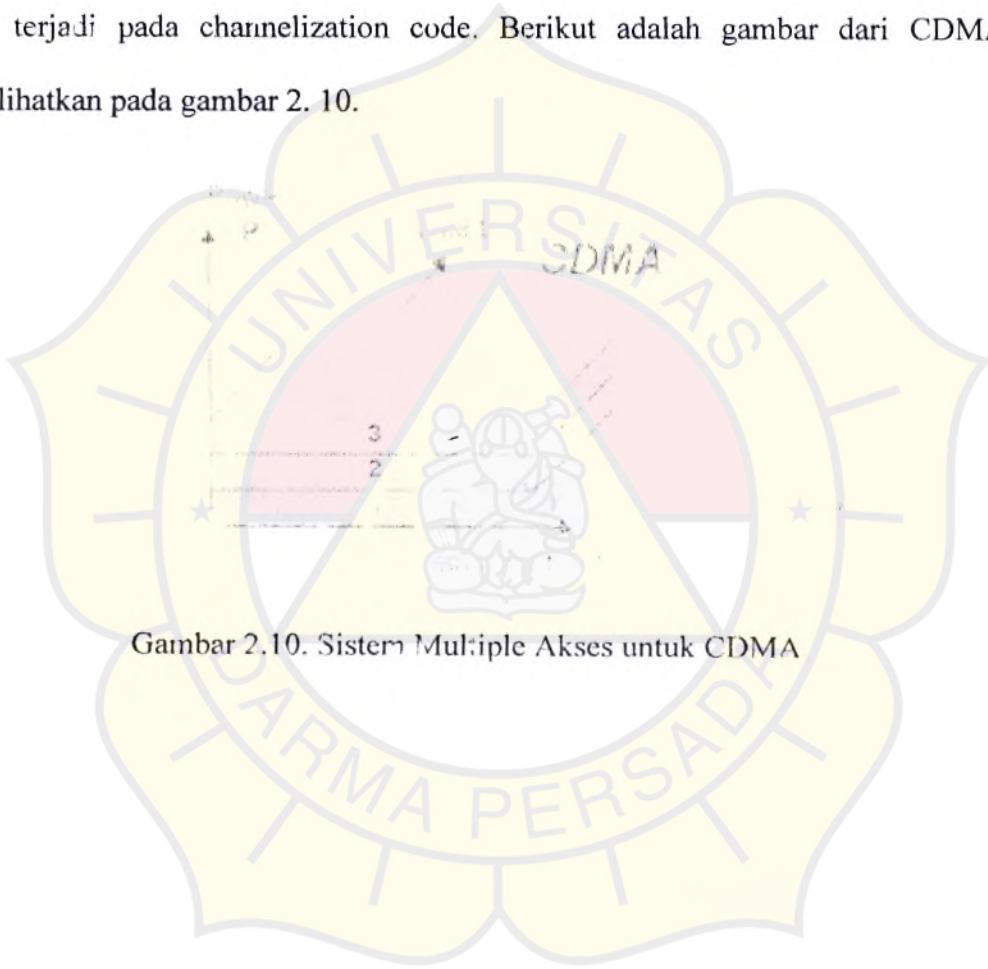 terjadi pada channelization code. Berikut adalah gambar dari CDMA
lihatkan pada gambar 2. 10.
P
CDMA
3
2
Gambar 2.10. Sistem Multiple Akses untuk CDMA
UNIVERSITAS
DARMA PERSADA